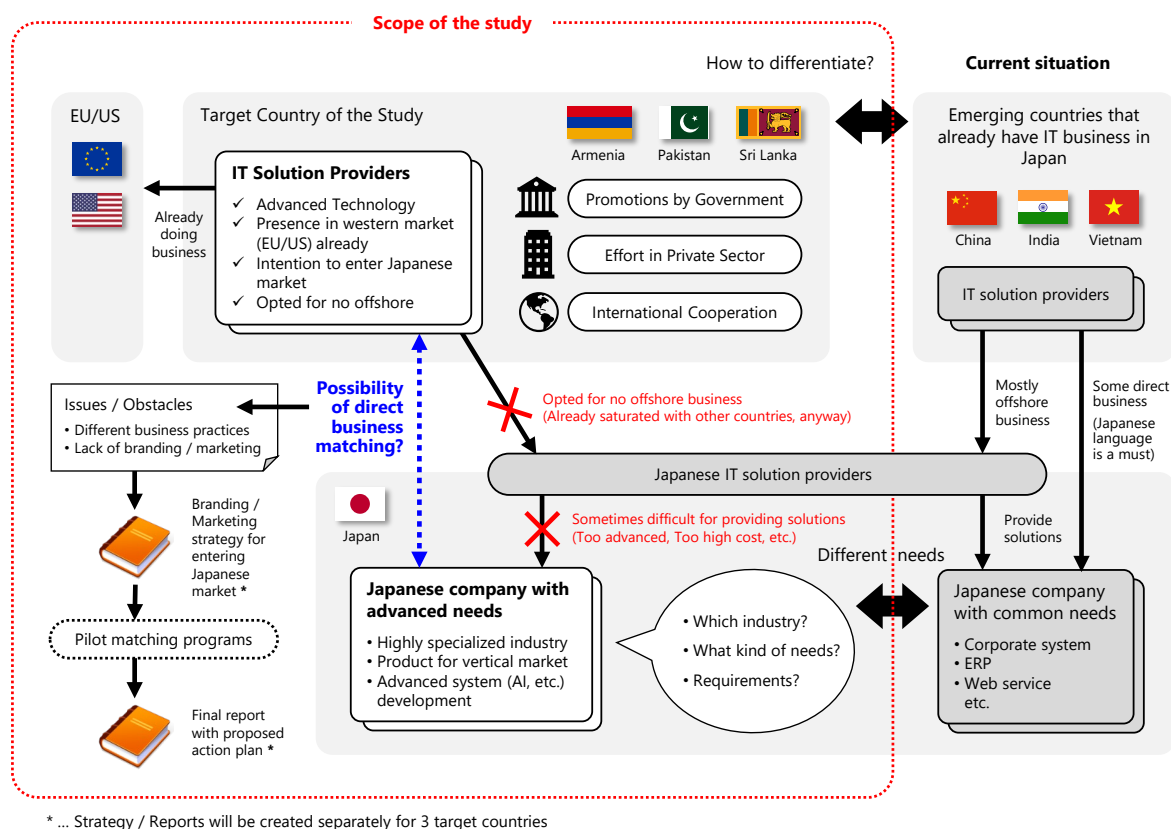 Scope of the study
How to differentiate?
Current situation
EU/US
Already
doing
business
Target Country of the Study
Armenia
Pakistan
Sri Lanka
IT Solution Providers
✓ Advanced Technology
✓ Presence in western market
(EU/US) already
✓ Intention to enter Japanese
market
✓ Opted for no offshore
Promotions by Government
Effort in Private Sector
International Cooperation
Emerging countries that
already have IT business in
Japan
China
India
Vietnam
IT solution providers
Mostly
offshore
business
Some direct
business
(Japanese
language
is a must)
Possibility
of direct
business
matching?
Opted for no offshore business
(Already saturated with other countries, anyway)
Issues / Obstacles
• Different business practices
• Lack of branding / marketing
Branding /
Marketing
strategy for
entering
Japanese
market *
Pilot matching programs
Final report
with proposed
action plan *
Japanese IT solution providers
Japan
Sometimes difficult for providing solutions
(Too advanced, Too high cost, etc.)
Provide
solutions
Different needs
Japanese company with
advanced needs
• Highly specialized industry
• Product for vertical market
• Advanced system (AI, etc.)
development
• Which industry?
• What kind of needs?
• Requirements?
Japanese company
with common needs
• Corporate system
• ERP
• Web service
etc.
* ... Strategy / Reports will be created separately for 3 target countries